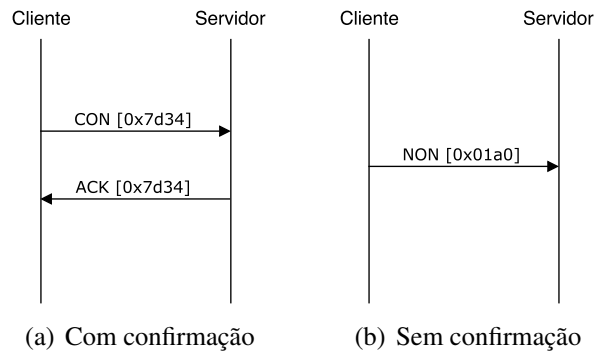 Cliente Servidor Cliente Servidor
CON [0x7d34]
NON [0x01a0]
ACK [0x7d34]
(a) Com confirmação (b) Sem confirmação